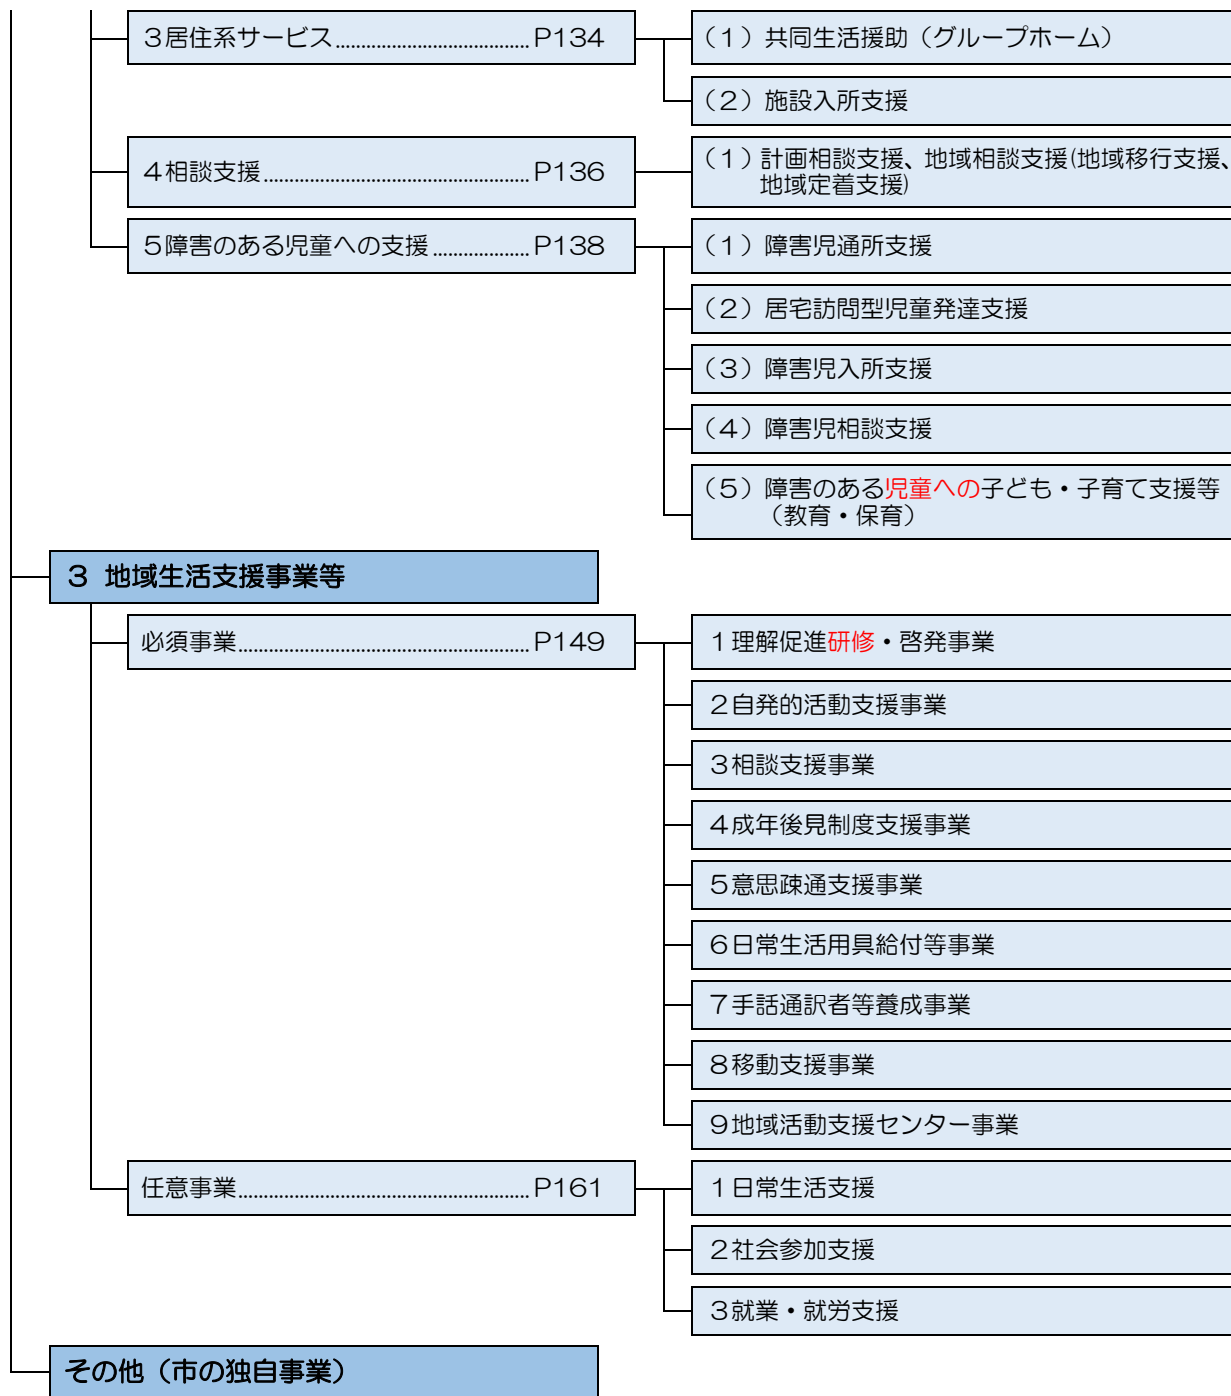 ３居住系サービス......................................P134
（１）共同生活援助（グループホーム）
（２）施設入所支援
４相談支援....................................................P136
（１）計画相談支援、地域相談支援(地域移行支援、
地域定着支援)
５障害のある児童への支援...................P138
（１）障害児通所支援
（２）居宅訪問型児童発達支援
（３）障害児入所支援
（４）障害児相談支援
（５）障害のある児童への子ども・子育て支援等
（教育・保育）
３ 地域生活支援事業等
必須事業.........................................................P149
１理解促進研修・啓発事業
２自発的活動支援事業
３相談支援事業
４成年後見制度支援事業
５意思疎通支援事業
６日常生活用具給付等事業
７手話通訳者等養成事業
８移動支援事業
９地域活動支援センター事業
任意事業.........................................................P161
１日常生活支援
２社会参加支援
３就業・就労支援
その他（市の独自事業）